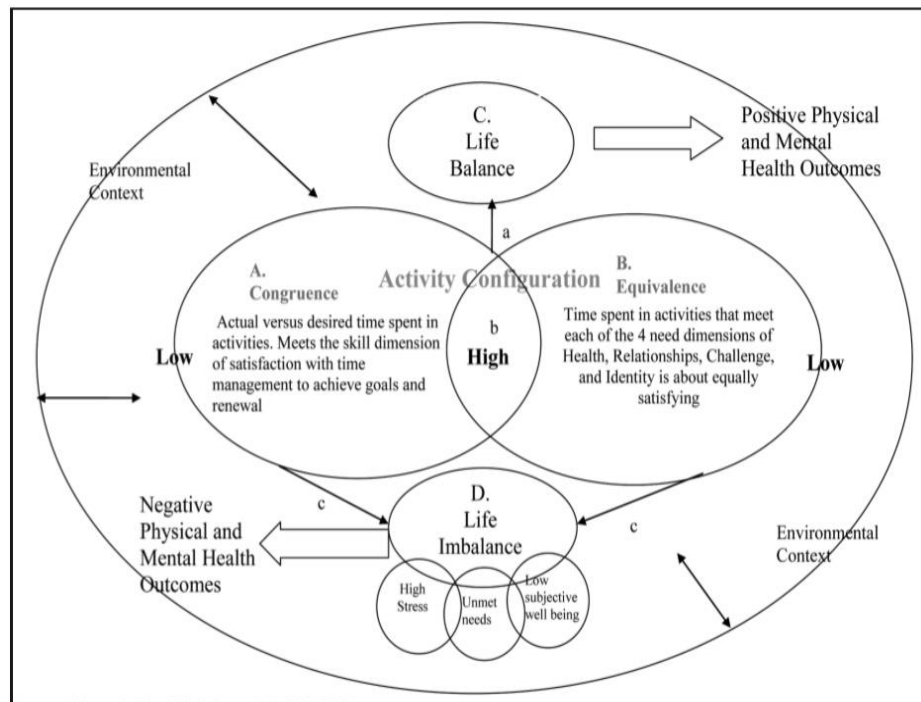 C.
Life
Balance
Positive Physical
and Mental
Health Outcomes
Environmental
Context
a
Activity Configuration
A.
Congruence
Actual versus desired time spent in
activities. Meets the skill dimension
of satisfaction with time
management to achieve goals and
renewal
Low
b
High
B.
Equivalence
Time spent in activities that meet
each of the 4 need dimensions of
Health, Relationships, Challenge,
and Identity is about equally
satisfying
Low
c
D.
Life
Imbalance
c
Negative
Physical and
Mental Health
Outcomes
Environmental
Context
High
Stress
Unmet
needs
Low
subjective
well being